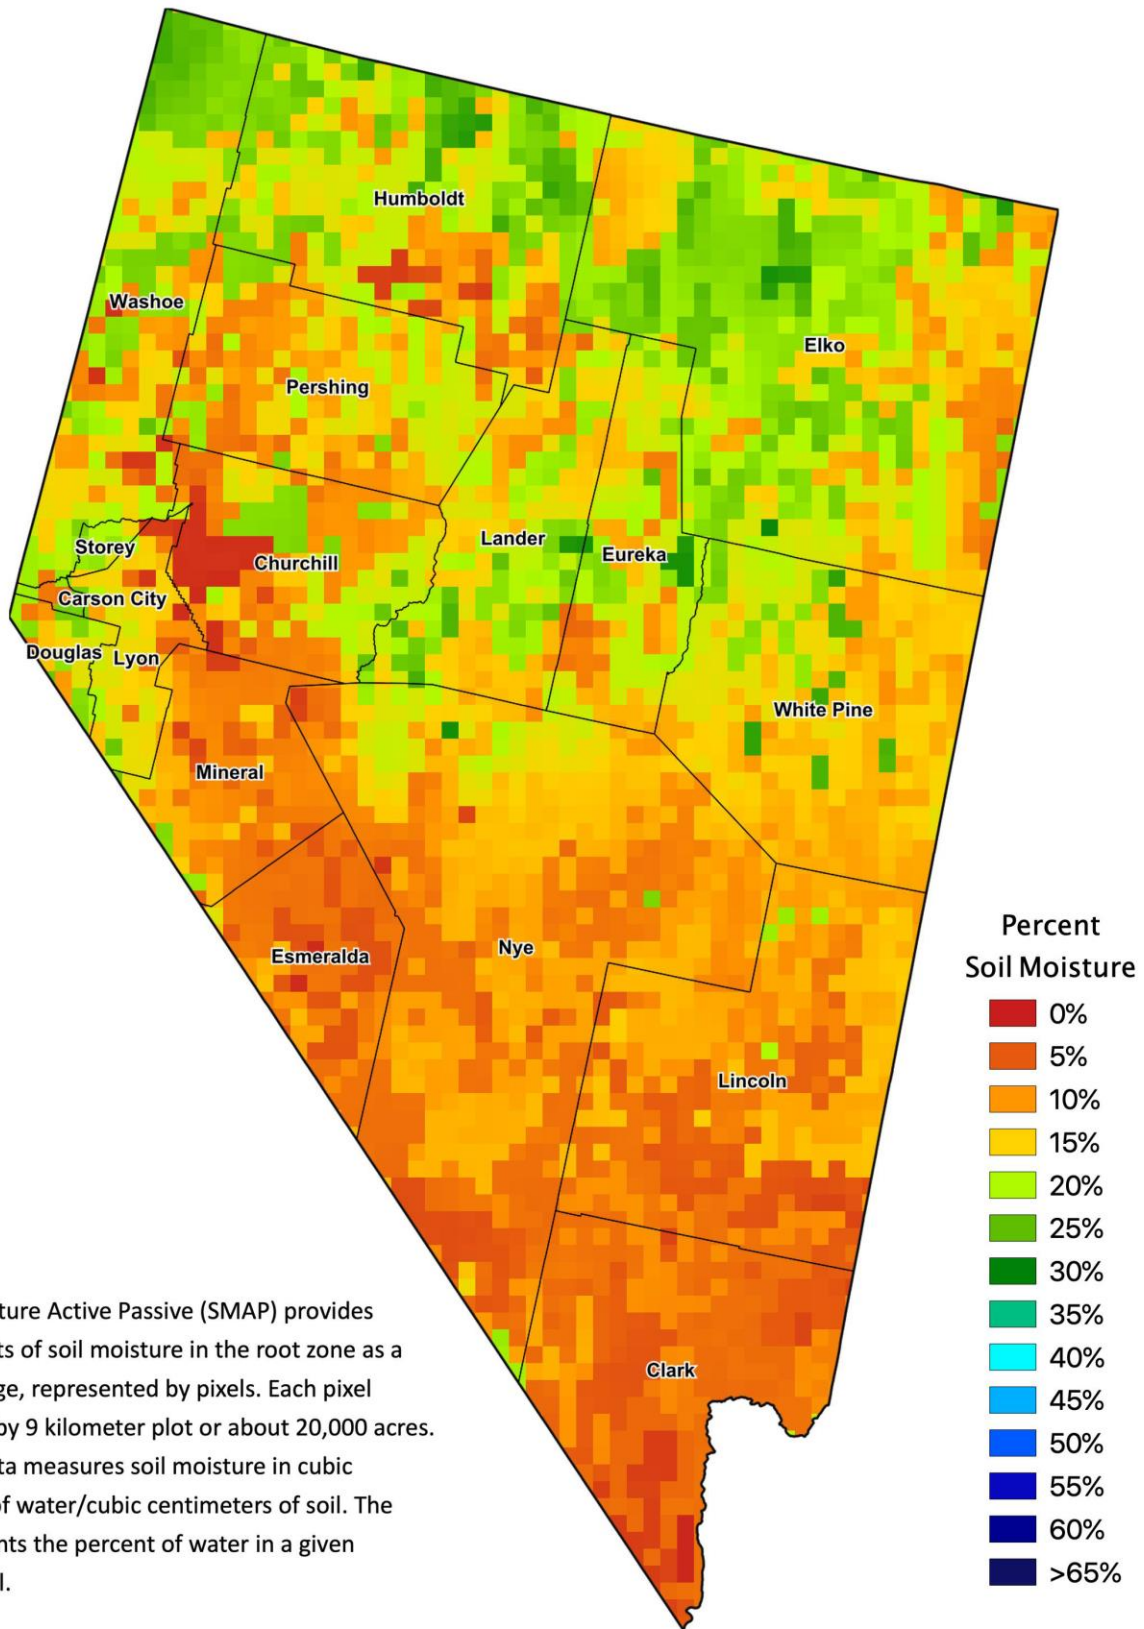 Humboldt
Washoe
Elko
Pershing
Lander
Storey
Eureka
Churchill
Carson City
Douglas
Lyon
White Pine
Mineral
Nye
Esmeralda
Lincoln
Clark
Percent
Soil Moisture
0%
5%
10%
15%
20%
25%
30%
35%
40%
45%
50%
55%
60%
>65%
ture Active Passive (SMAP) provides
ts of soil moisture in the root zone as a
ge, represented by pixels. Each pixel
by 9 kilometer plot or about 20,000 acres.
ta measures soil moisture in cubic
of water/cubic centimeters of soil. The
nts the percent of water in a given
l.